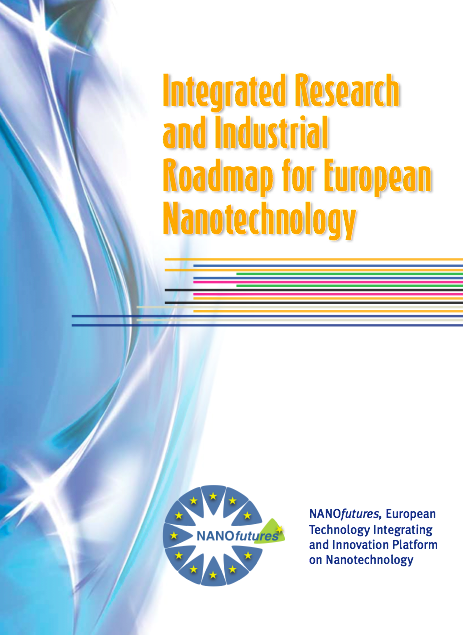 Integrated Research
and Industrial
Roadmap for European
Nanotechnology
NANOfutures
NANOfutures, European
Technology Integrating
and Innovation Platform
on Nanotechnology